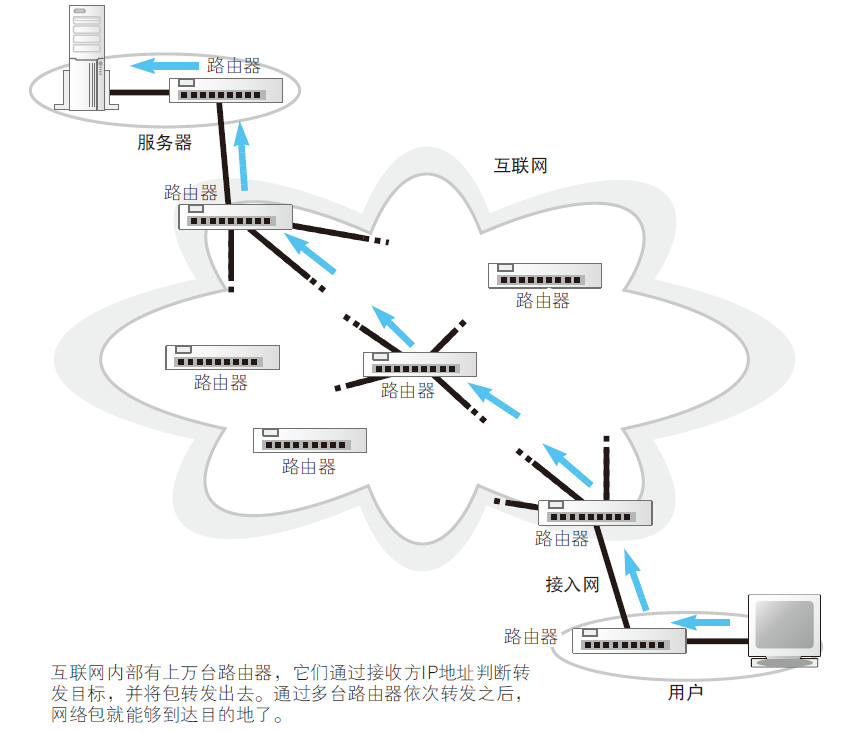 路由器
服务器
互联网
路由器
路由器
路由器
路由器
路由器
路由器
接入网
路由器
用户
互联网内部有上万台路由器，它们通过接收方IP地址判断转
发目标，并将包转发出去。通过多台路由器依次转发之后，
网络包就能够到达目的地了。